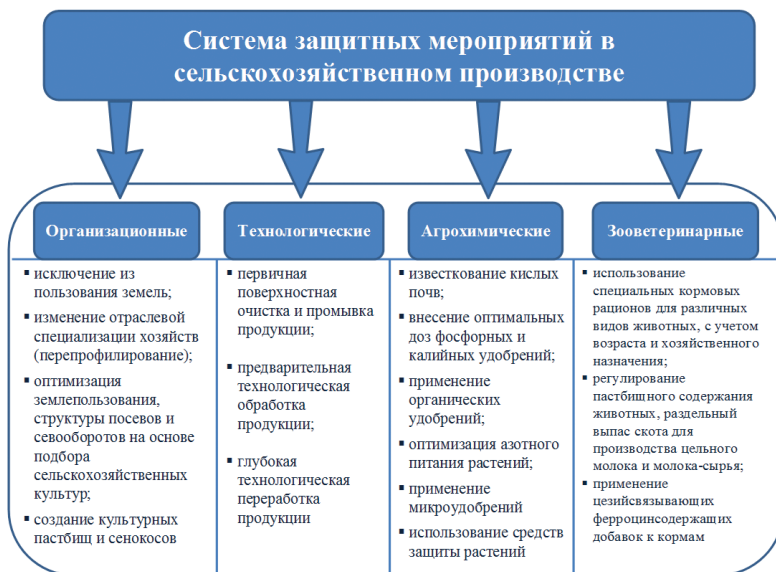 Система защитных мероприятий в
сельскохозяйственном производстве
Организационные
▪ исключение из
пользования земель;
▪ изменение отраслевой
специализации хозяйств
(перепрофилирование);
▪ оптимизация
землепользования,
структуры посевов и
севооборотов на основе
подбора
сельскохозяйственных
культур;
▪ создание культурных
пастбищ и сенокосов
Технологические
▪ первичная
поверхностная
очистка и промывка
продукции;
▪ предварительная
технологическая
обработка
продукции;
▪ глубокая
технологическая
переработка
продукции
Агрохимические
▪ известкование кислых
почв;
▪ внесение оптимальных
доз фосфорных и
калийных удобрений;
▪ применение
органических
удобрений;
▪ оптимизация азотного
питания растений;
▪ применение
микроудобрений
▪ использование средств
защиты растений
Зооветеринарные
▪ использование
специальных кормовых
рационов для различных
видов животных, с учетом
возраста и хозяйственного
назначения;
▪ регулирование
пастбищного содержания
животных, раздельный
выпас скота для
производства цельного
молока и молока-сырья;
▪ применение
цезийсвязывающих
ферроцинсодержащих
добавок к кормам